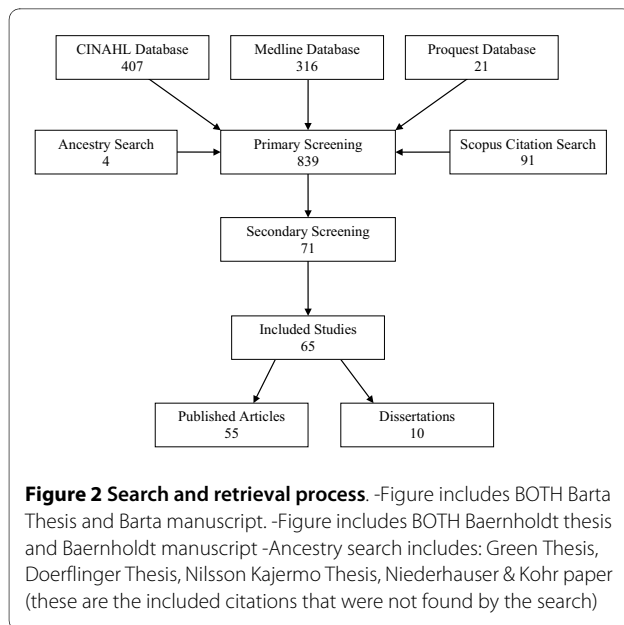 CINAHL Database
407
Medline Database
316
Proquest Database
21
Ancestry Search
4
Primary Screening
839
Scopus Citation Search
91
Secondary Screening
71
Included Studies
65
Published Articles
55
Dissertations
10
Figure 2 Search and retrieval process. -Figure includes BOTH Barta
Thesis and Barta manuscript. -Figure includes BOTH Baernholdt thesis
and Baernholdt manuscript -Ancestry search includes: Green Thesis,
Doerflinger Thesis, Nilsson Kajermo Thesis, Niederhauser & Kohr paper
(these are the included citations that were not found by the search)